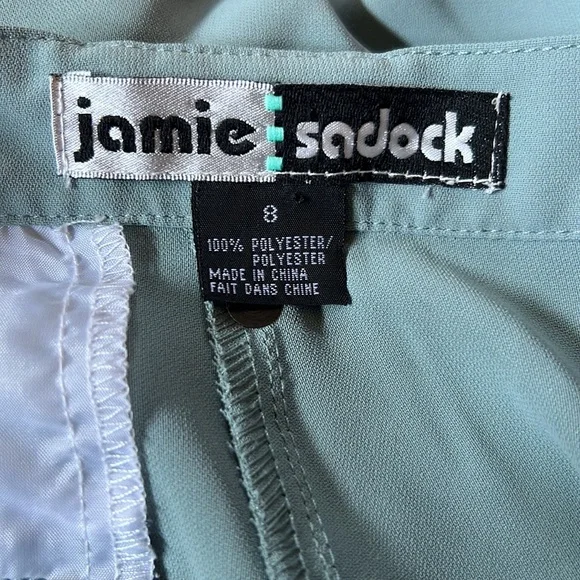 jamie sadock
8
100% POLYESTER/
POLYESTER
MADE IN CHINA
FAIT DANS CHINE